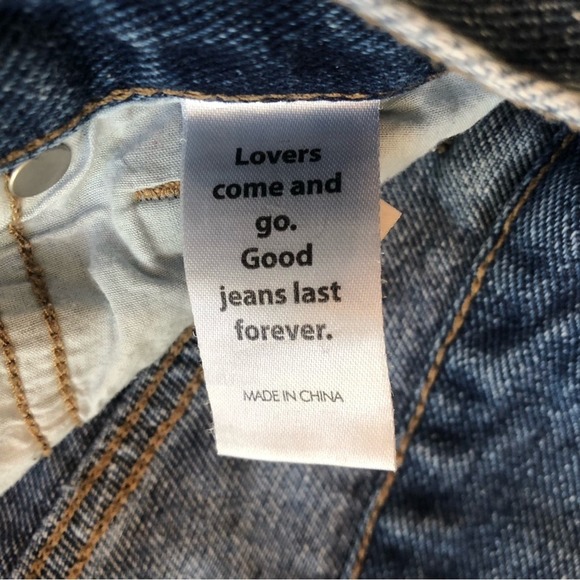 Lovers
come and
go.
Good
jeans last
forever.
MADE IN CHINA